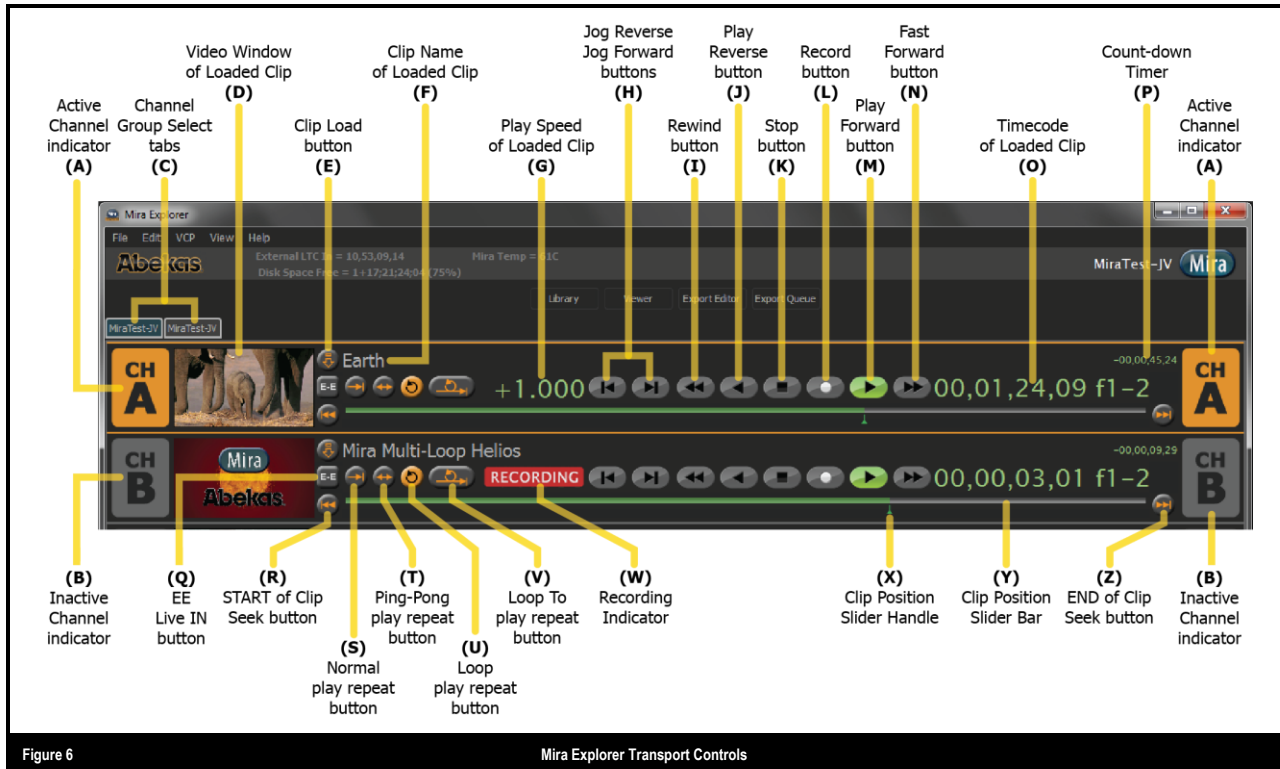 Jog Reverse
Jog Forward
buttons
(H)
Play
Reverse
button
(J)
Fast
Forward
button
(N)
Video Window
of Loaded Clip
(D)
Clip Name
of Loaded Clip
(F)
Record
button
(L)
Count-down
Timer
(P)
Active
Channel
indicator
(A)
Channel
Group Select
tabs
(C)
Clip Load
button
(E)
Play Speed
of Loaded Clip
(G)
Rewind
button
(I)
Stop
button
(K)
Play
Forward
button
(M)
Timecode
of Loaded Clip
(O)
Active
Channel
indicator
(A)
Mira Explorer
File Edit VCP View Help
Abekas
External LTC In = 10,53,09,14
Mira Temp = 61C
Disk Space Free = 1+17;21;24;04 (75%)
MiraTest-JV Mira
Library Viewer Export Editor Export Queue
MiraTest-JV MiraTest-JV
CH
A
Earth
-00,00,45,24
E-E
+1.000
00,01,24,09 f1-2
CH
A
CH
B
Mira
Abekas
Mira Multi-Loop Helios
-00,00,09,29
E-E
RECORDING
00,00,03,01 f1-2
CH
B
(B)
Inactive
Channel
indicator
(Q)
EE
Live IN
button
(R)
START of Clip
Seek button
(T)
Ping-Pong
play repeat
button
(V)
Loop To
play repeat
button
(W)
Recording
Indicator
(X)
Clip Position
Slider Handle
(Y)
Clip Position
Slider Bar
(Z)
END of Clip
Seek button
(B)
Inactive
Channel
indicator
(S)
Normal
play repeat
button
(U)
Loop
play repeat
button
Figure 6
Mira Explorer Transport Controls